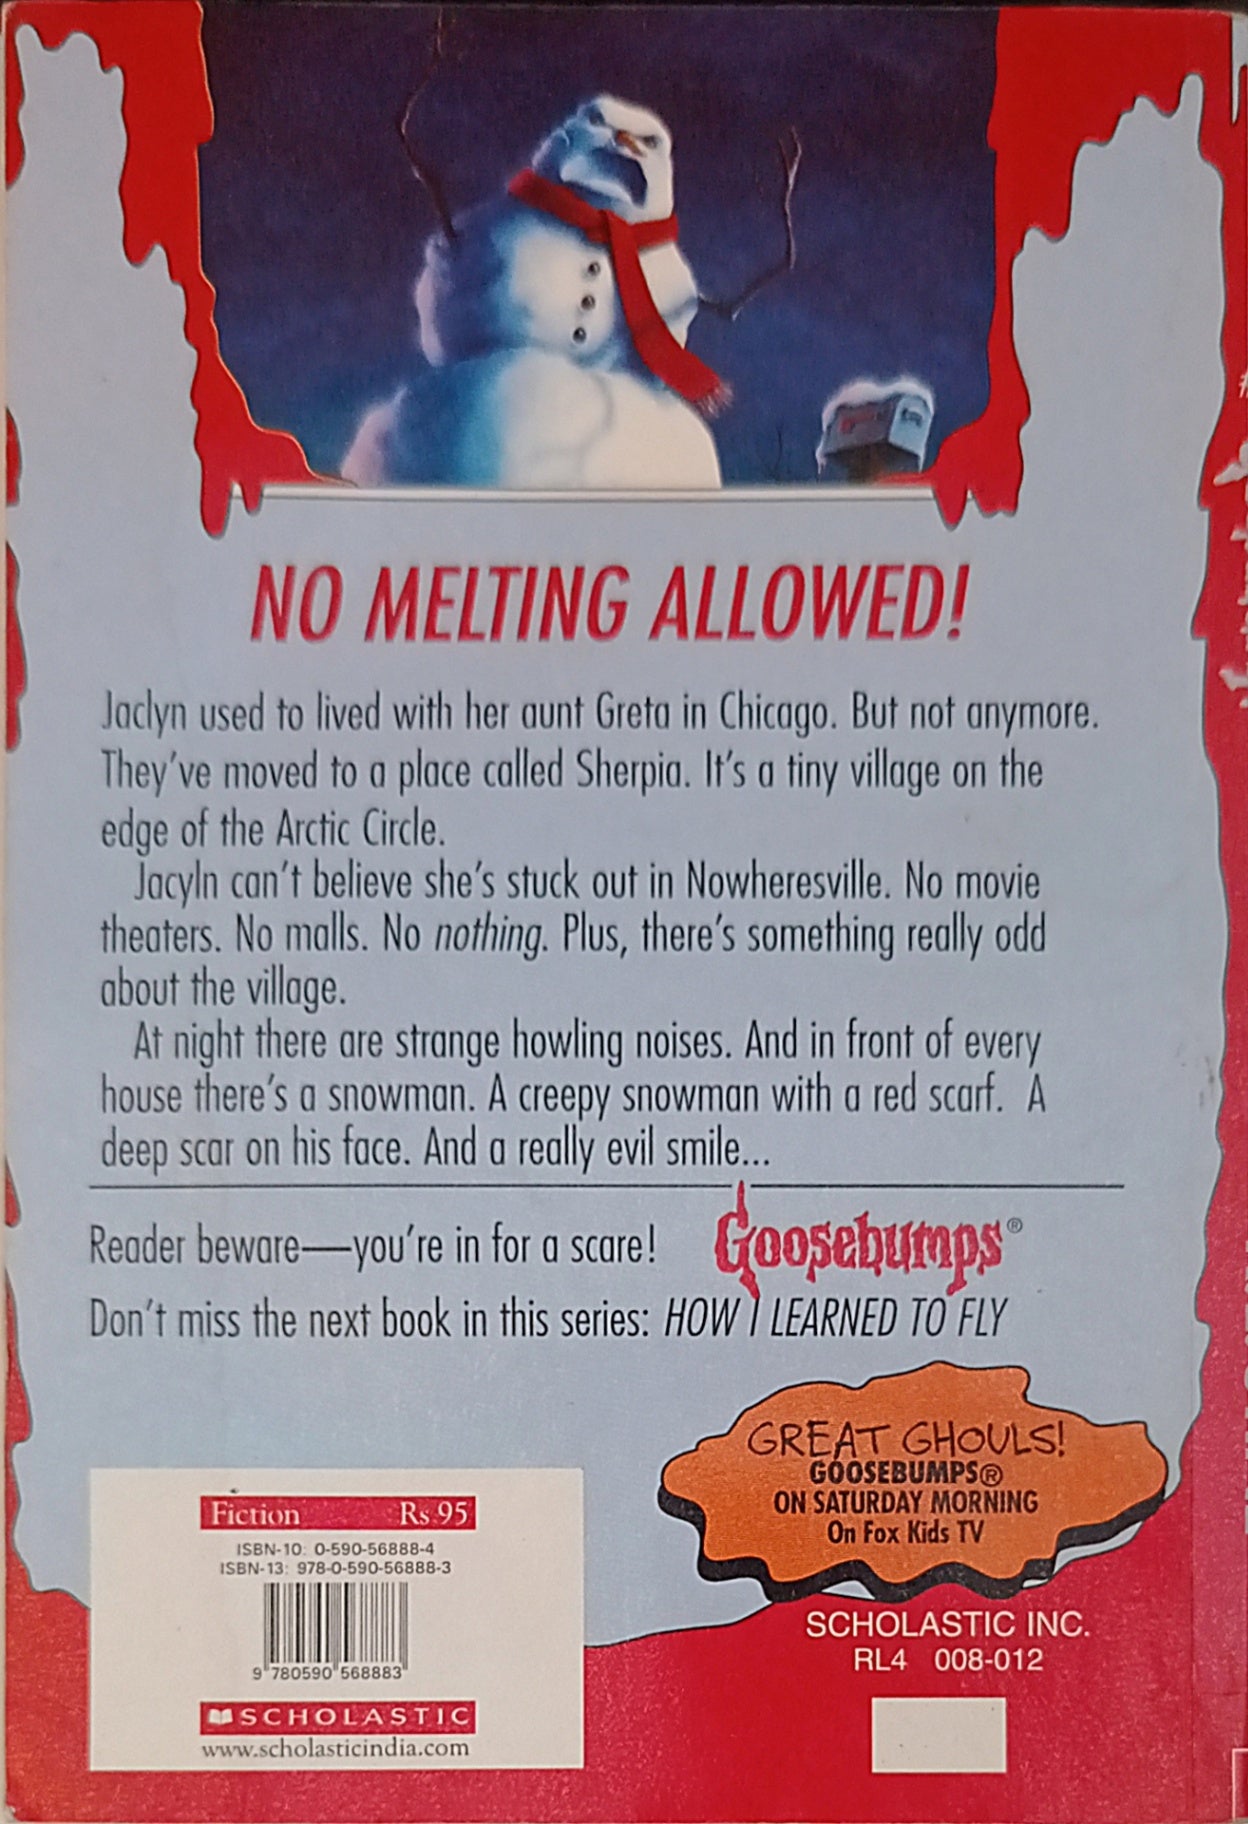 NO MELTING ALLOWED!
Jaclyn used to lived with her aunt Greta in Chicago. But not anymore.
They've moved to a place called Sherpia. It's a tiny village on the
edge of the Arctic Circle.
Jacyln can't believe she's stuck out in Nowheresville. No movie
theaters. No malls. No nothing. Plus, there's something really odd
about the village.
At night there are strange howling noises. And in front of every
house there's a snowman. A creepy snowman with a red scarf. A
deep scar on his face. And a really evil smile...
Reader beware—you're in for a scare! Goosebumps®
Don't miss the next book in this series: HOW I LEARNED TO FLY
GREAT GHOULS!
GOOSEBUMPS®
ON SATURDAY MORNING
On Fox Kids TV
Fiction Rs 95
ISBN-10: 0-590-56888-4
ISBN-13: 978-0-590-56888-3
9 780590 568883
SCHOLASTIC
www.scholasticindia.com
SCHOLASTIC INC.
RL4 008-012